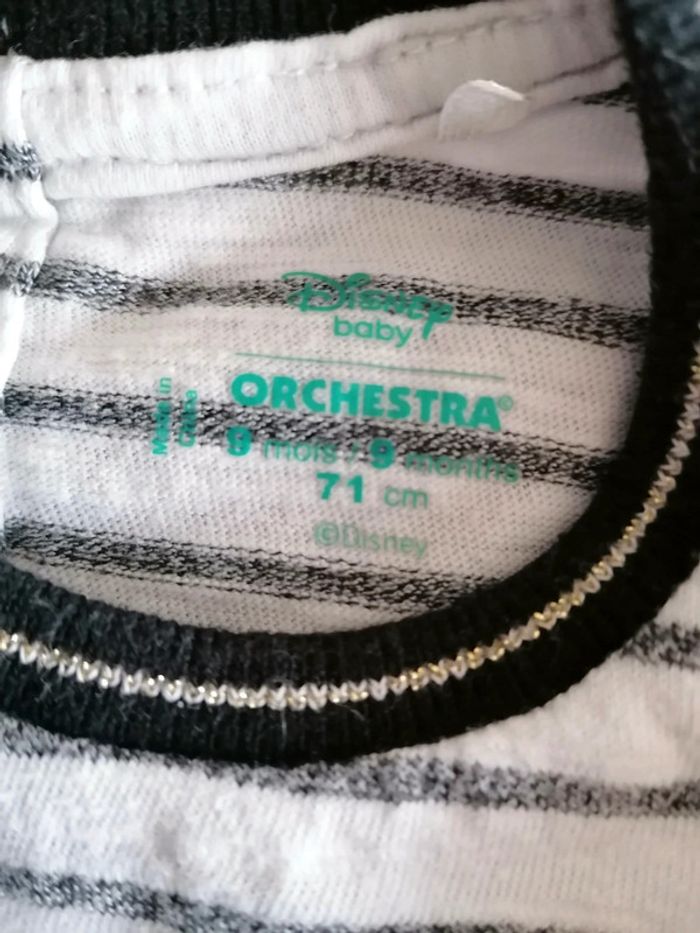 Disney
baby
ORCHESTRA®
Made in
China
9 mois / 9 months
71 cm
©Disney